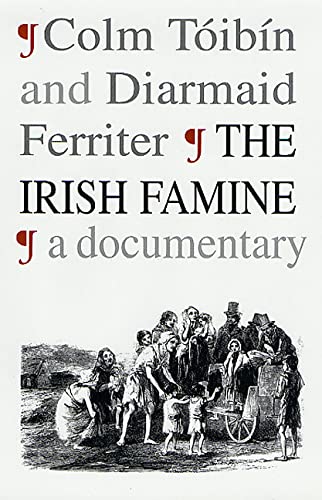 ¶Colm Tóibín
and Diarmaid
Ferriter ¶ THE
IRISH FAMINE
¶ a documentary